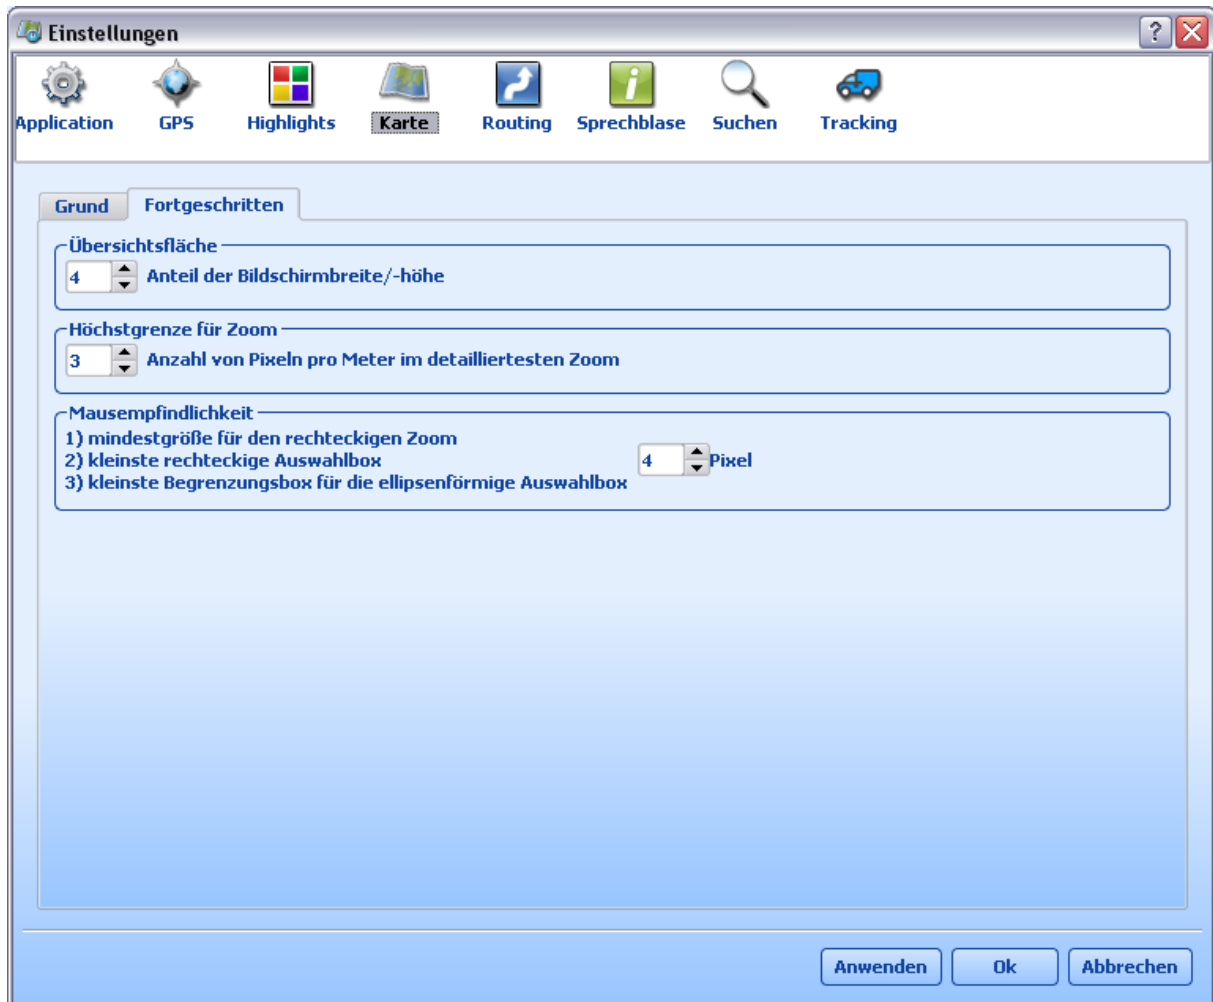 Einstellungen
Application GPS Highlights Karte Routing Sprechblase Suchen Tracking
Grund Fortgeschritten
Übersichtsfläche
4 Anteil der Bildschirmbreite/-höhe
Höchstgrenze für Zoom
3 Anzahl von Pixeln pro Meter im detailliertesten Zoom
Mausempfindlichkeit
1) mindestgröße für den rechteckigen Zoom
2) kleinste rechteckige Auswahlbox 4 Pixel
3) kleinste Begrenzungsbox für die ellipsenförmige Auswahlbox
Anwenden Ok Abbrechen